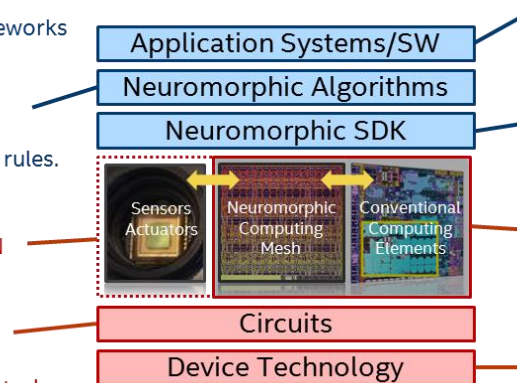 eworks
Application Systems/SW
Neuromorphic Algorithms
Neuromorphic SDK
rules.
Sensors
Actuators
Neuromorphic
Computing
Mesh
Conventional
Computing
Elements
Circuits
Device Technology